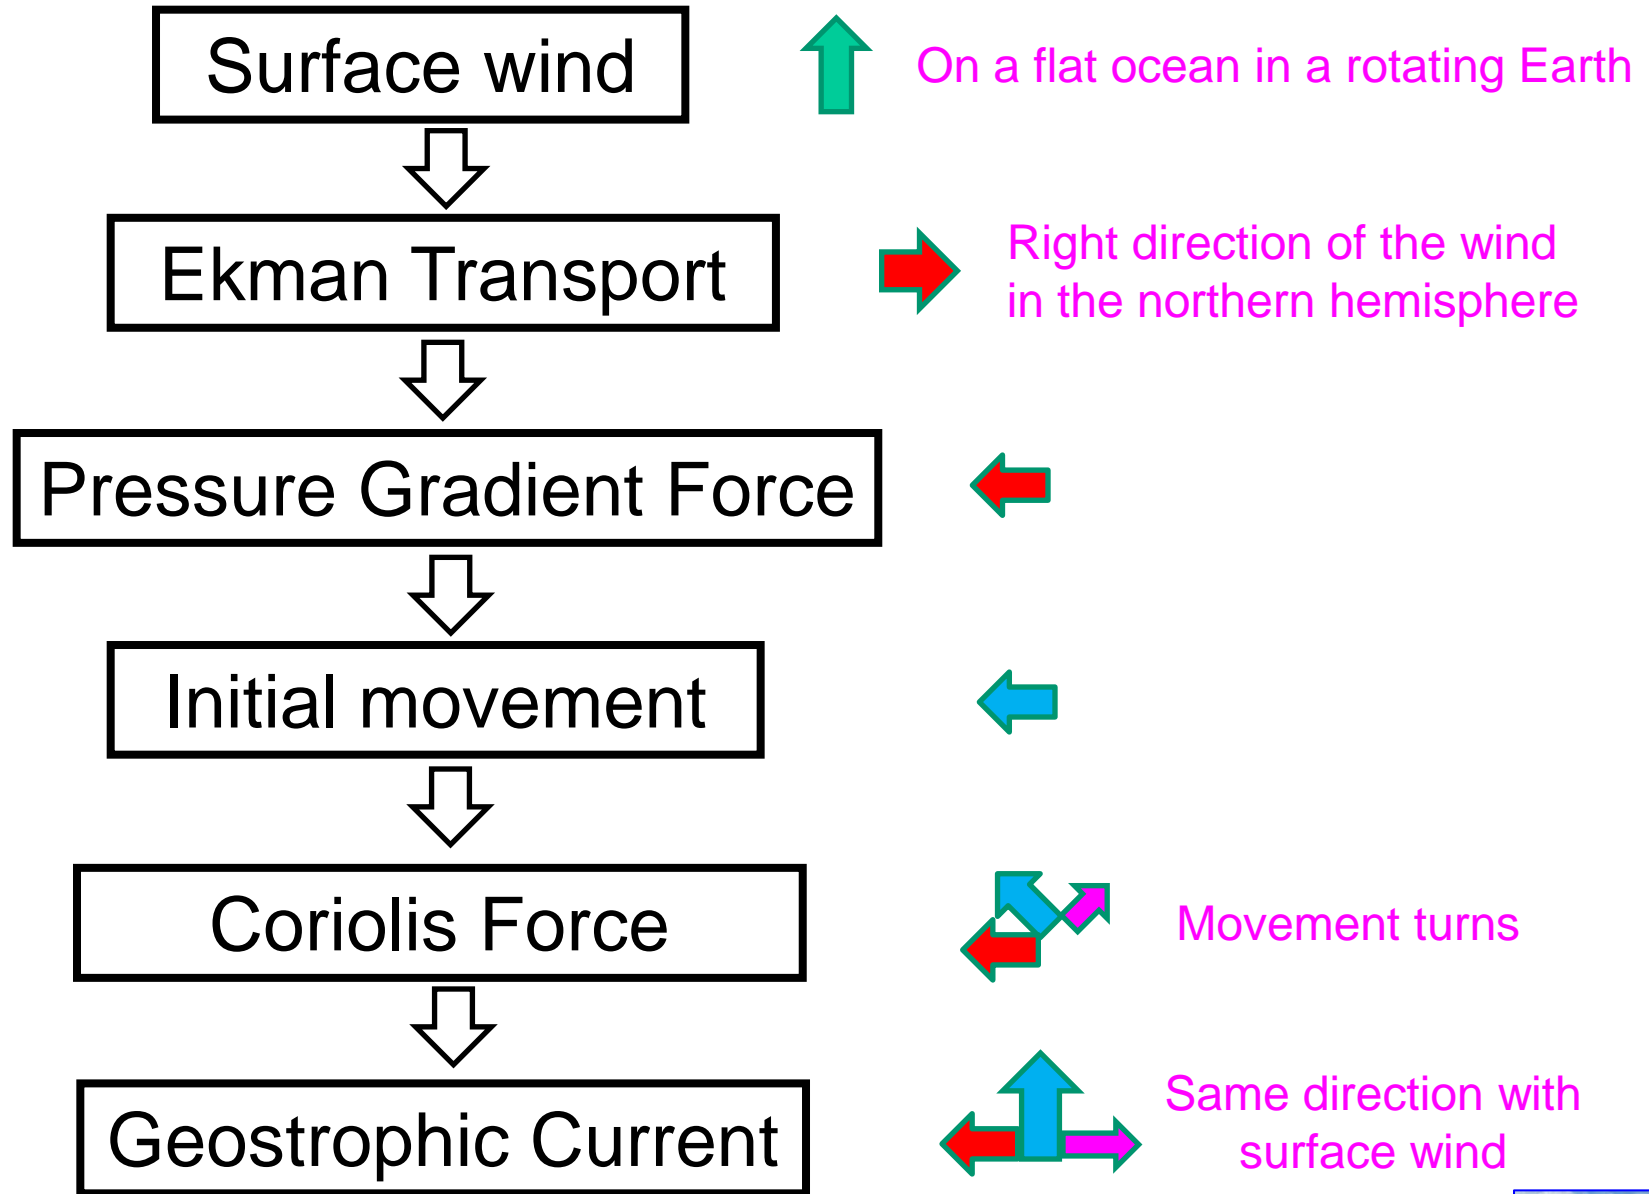 Surface wind
On a flat ocean in a rotating Earth
Ekman Transport
Right direction of the wind
in the northern hemisphere
Pressure Gradient Force
Initial movement
Coriolis Force
Movement turns
Geostrophic Current
Same direction with
surface wind